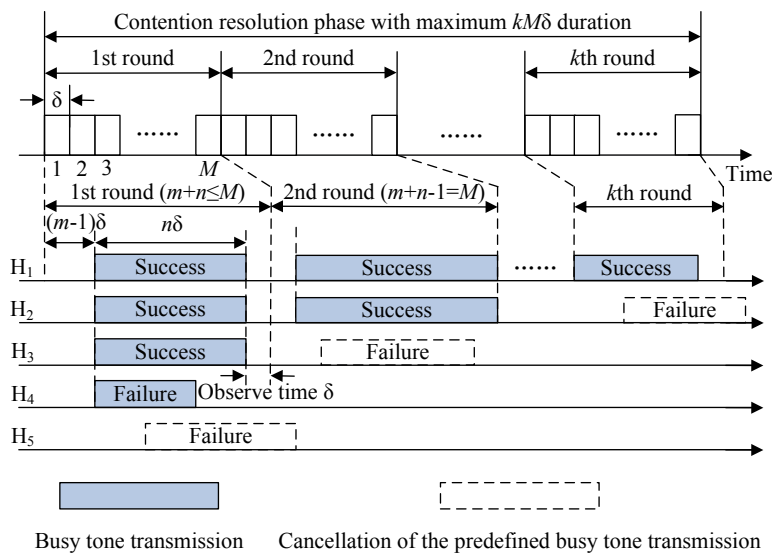 Contention resolution phase with maximum kMδ duration
1st round 2nd round kth round
δ
...... ...... ...... ......
1 2 3 M Time
1st round (m+n≤M) 2nd round (m+n-1=M) kth round
(m-1)δ nδ
H1 Success Success ...... Success
H2 Success Success Failure
H3 Success Failure
H4 Failure Observe time δ
H5 Failure
Busy tone transmission Cancellation of the predefined busy tone transmission